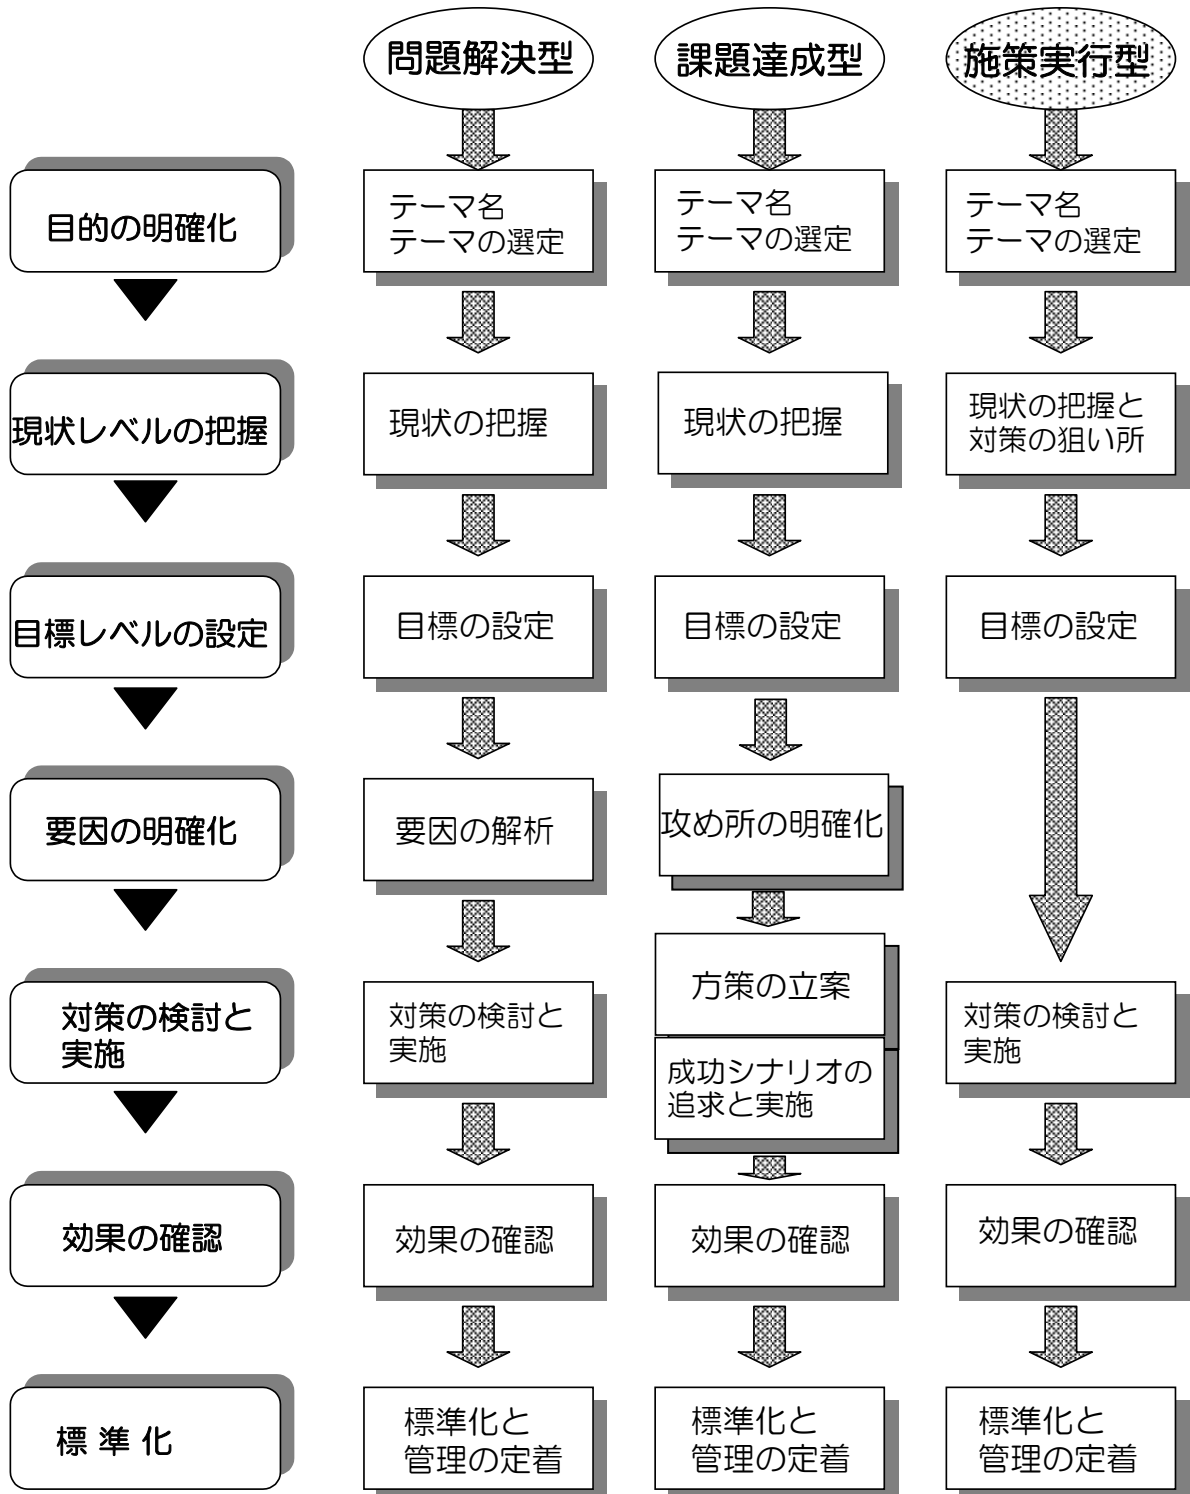 問題解決型
課題達成型
施策実行型
目的の明確化
テーマ名
テーマの選定
テーマ名
テーマの選定
テーマ名
テーマの選定
現状レベルの把握
現状の把握
現状の把握
現状の把握と
対策の狙い所
目標レベルの設定
目標の設定
目標の設定
目標の設定
要因の明確化
要因の解析
攻め所の明確化
対策の検討と
実施
対策の検討と
実施
方策の立案
成功シナリオの
追求と実施
対策の検討と
実施
効果の確認
効果の確認
効果の確認
効果の確認
標 準 化
標準化と
管理の定着
標準化と
管理の定着
標準化と
管理の定着